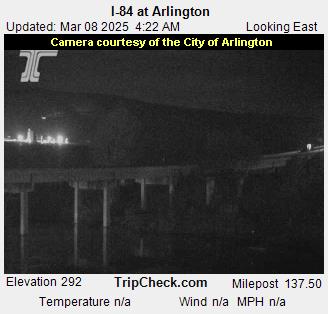 I-84 at Arlington
Updated: Mar 08 2025 4:22 AM Looking East
Camera courtesy of the City of Arlington
Elevation 292 TripCheck.com Milepost 137.50
Temperature n/a Wind n/a MPH n/a